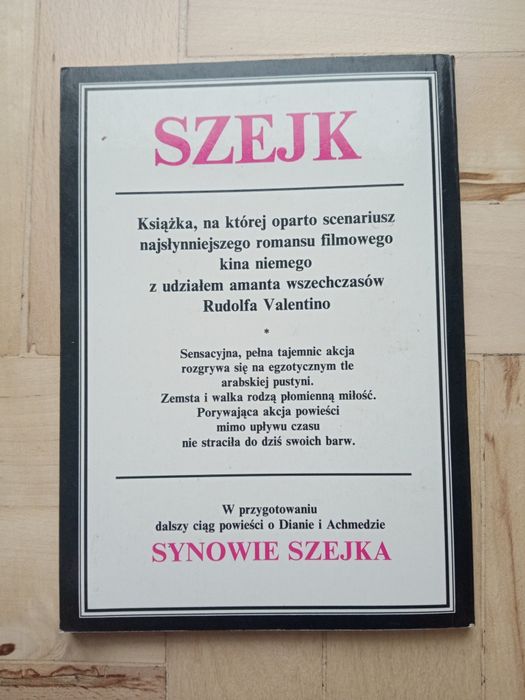 SZEJK
Książka, na której oparto scenariusz
najsłynniejszego romansu filmowego
kina niemego
z udziałem amanta wszechczasów
Rudolfa Valentino
*
Sensacyjna, pełna tajemnic akcja
rozgrywa się na egzotycznym tle
arabskiej pustyni.
Zemsta i walka rodzą płomienną miłość.
Porywająca akcja powieści
mimo upływu czasu
nie straciła do dziś swoich barw.
W przygotowaniu
dalszy ciąg powieści o Dianie i Achmedzie
SYNOWIE SZEJKA